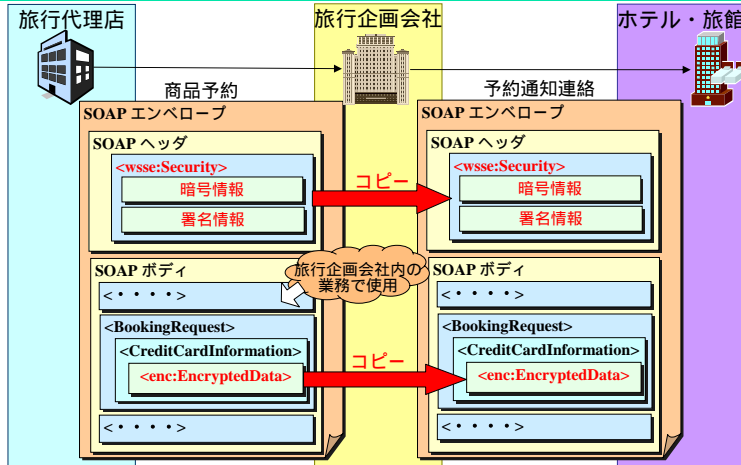 旅行代理店
旅行企画会社
ホテル・旅館
商品予約
予約通知連絡
SOAP エンベロープ
SOAP ヘッダ
<wsse:Security>
暗号情報
署名情報
SOAP ボディ
<・・・・>
<BookingRequest>
<CreditCardInformation>
<enc:EncryptedData>
<・・・・>
コピー
旅行企画会社内の
業務で使用
コピー
SOAP エンベロープ
SOAP ヘッダ
<wsse:Security>
暗号情報
署名情報
SOAP ボディ
<・・・・>
<BookingRequest>
<CreditCardInformation>
<enc:EncryptedData>
<・・・・>